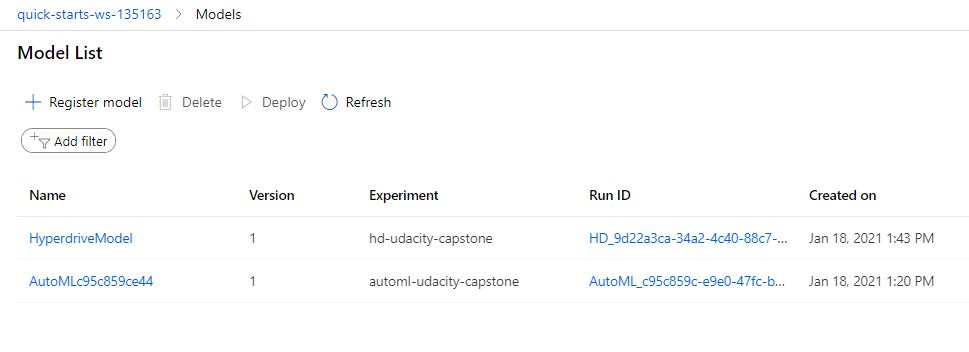 quick-starts-ws-135163 > Models
Model List
Register model Delete Deploy Refresh
Add filter
Name Version Experiment Run ID Created on
HyperdriveModel 1 hd-udacity-capstone HD_9d22a3ca-34a2-4c40-88c7-... Jan 18, 2021 1:43 PM
AutoMLc95c859ce44 1 automl-udacity-capstone AutoML_c95c859c-e9e0-47fc-b... Jan 18, 2021 1:20 PM